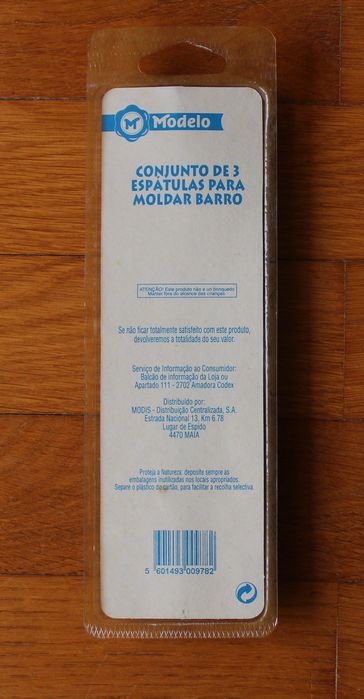 M
Modelo
CONJUNTO DE 3
ESPÁTULAS PARA
MOLDAR BARRO
ATENÇÃO! Este produto não é um brinquedo
Manter fora do alcance das crianças
Se não ficar totalmente satisfeito com este produto,
devolveremos a totalidade do seu valor.
Serviço de Informação ao Consumidor:
Balcão de informação da Loja ou
Apartado 111 - 2702 Amadora Codex
Distribuido por:
MODIS - Distribuição Centralizada, S.A.
Estrada Nacional 13, Km 6.78
Lugar de Espido
4470 MAIA
Proteja a Natureza: deposite sempre as
embalagens inutilizadas nos locais apropriados.
Separe o plástico do cartão, para facilitar a recolha selectiva.
5 601493 009782